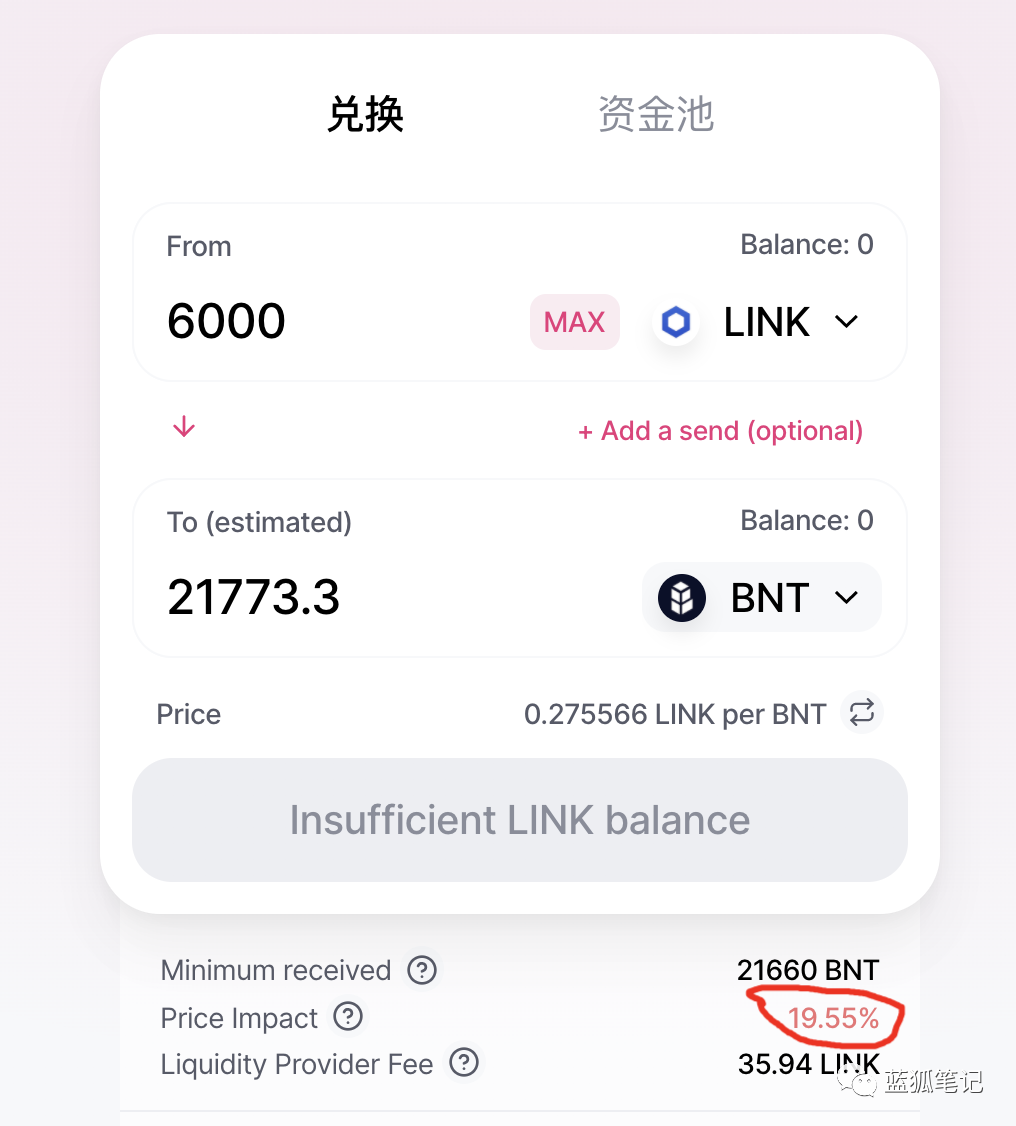 兑换 资金池
From Balance: 0
6000 MAX LINK
+ Add a send (optional)
To (estimated) Balance: 0
21773.3 BNT
Price 0.275566 LINK per BNT
Insufficient LINK balance
Minimum received ? 21660 BNT
Price Impact ? 19.55%
Liquidity Provider Fee ? 35.94 LINK
蓝狐笔记